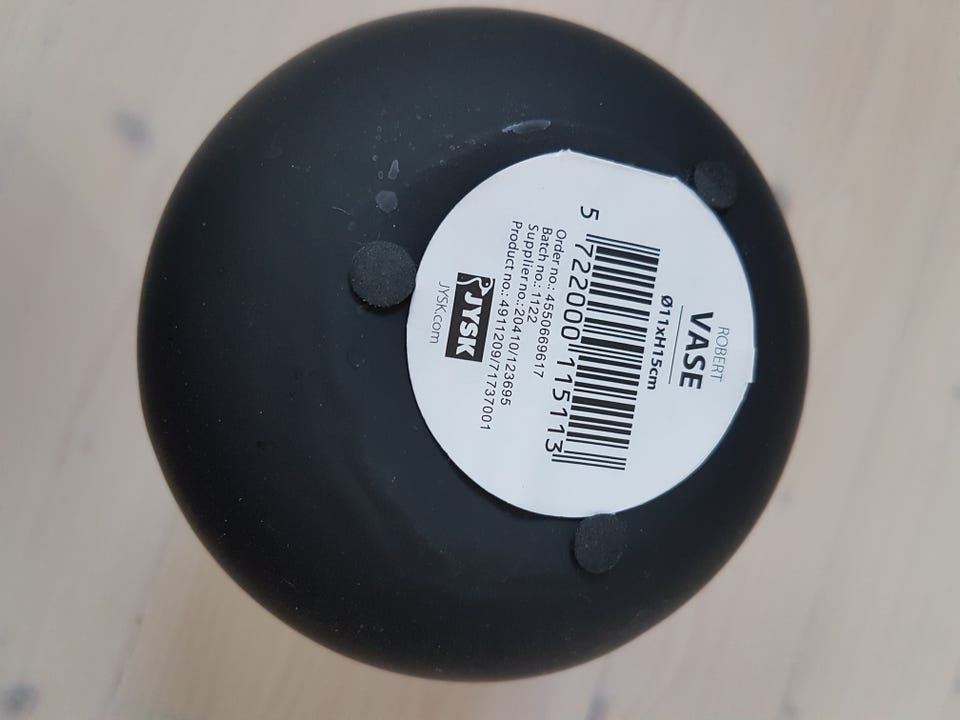 ROBERT
VASE
Ø11xH15cm
5 722000 115113
Order no.: 4550669617
Batch no.: 1122
Supplier no.: 20410/123695
Product no.: 4911209/71737001
JYSK
JYSK.com